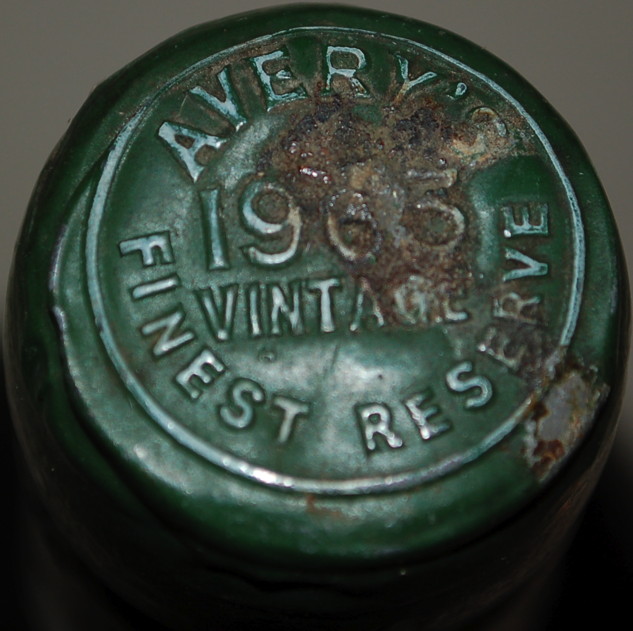 AVERY'S
1965
VINTAGE
FINEST RESERVE